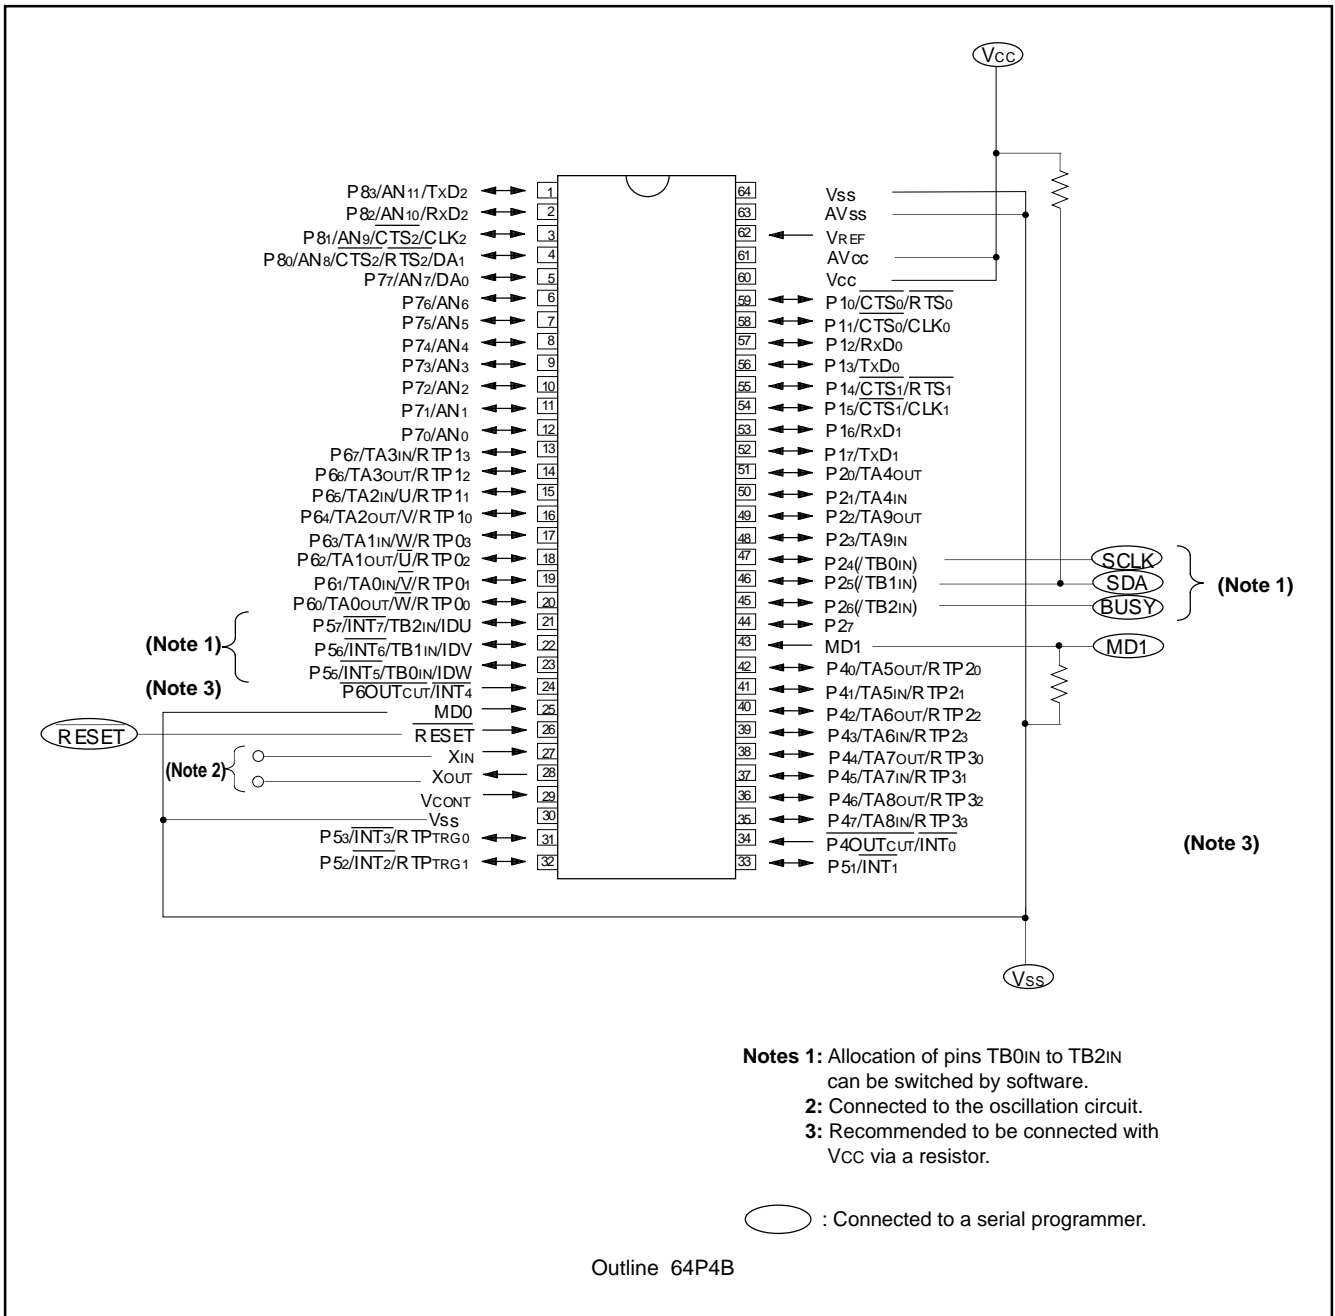 Vcc
P83/AN11/TxD2 1
P82/AN10/RxD2 2
P81/AN9/CTS2/CLK2 3
P80/AN8/CTS2/RTS2/DA1 4
P77/AN7/DA0 5
P76/AN6 6
P75/AN5 7
P74/AN4 8
P73/AN3 9
P72/AN2 10
P71/AN1 11
P70/AN0 12
P67/TA3IN/RTP13 13
P66/TA3OUT/RTP12 14
P65/TA2IN/U/RTP11 15
P64/TA2OUT/V/RTP10 16
P63/TA1IN/W/RTP03 17
P62/TA1OUT/U/RTP02 18
P61/TA0IN/V/RTP01 19
P60/TA0OUT/W/RTP00 20
P57/INT7/TB2IN/IDU 21
(Note 1) P56/INT6/TB1IN/IDV 22
P55/INT5/TB0IN/IDW 23
(Note 3) P6OUTCUT/INT4 24
MD0 25
RESET RESET 26
XIN 27
(Note 2) XOUT 28
VCONT 29
Vss 30
P53/INT3/RTPTRG0 31
P52/INT2/RTPTRG1 32
64 Vss
63 AVss
62 VREF
61 AVcc
60 Vcc
59 P10/CTS0/RTS0
58 P11/CTS0/CLK0
57 P12/RxD0
56 P13/TxD0
55 P14/CTS1/RTS1
54 P15/CTS1/CLK1
53 P16/RxD1
52 P17/TxD1
51 P20/TA4OUT
50 P21/TA4IN
49 P22/TA9OUT
48 P23/TA9IN
47 P24(/TB0IN) SCLK
46 P25(/TB1IN) SDA (Note 1)
45 P26(/TB2IN) BUSY
44 P27
43 MD1 MD1
42 P40/TA5OUT/RTP20
41 P41/TA5IN/RTP21
40 P42/TA6OUT/RTP22
39 P43/TA6IN/RTP23
38 P44/TA7OUT/RTP30
37 P45/TA7IN/RTP31
36 P46/TA8OUT/RTP32
35 P47/TA8IN/RTP33
34 P4OUTCUT/INT0 (Note 3)
33 P51/INT1
Vss
Notes 1: Allocation of pins TB0IN to TB2IN
can be switched by software.
2: Connected to the oscillation circuit.
3: Recommended to be connected with
VCC via a resistor.
: Connected to a serial programmer.
Outline 64P4B